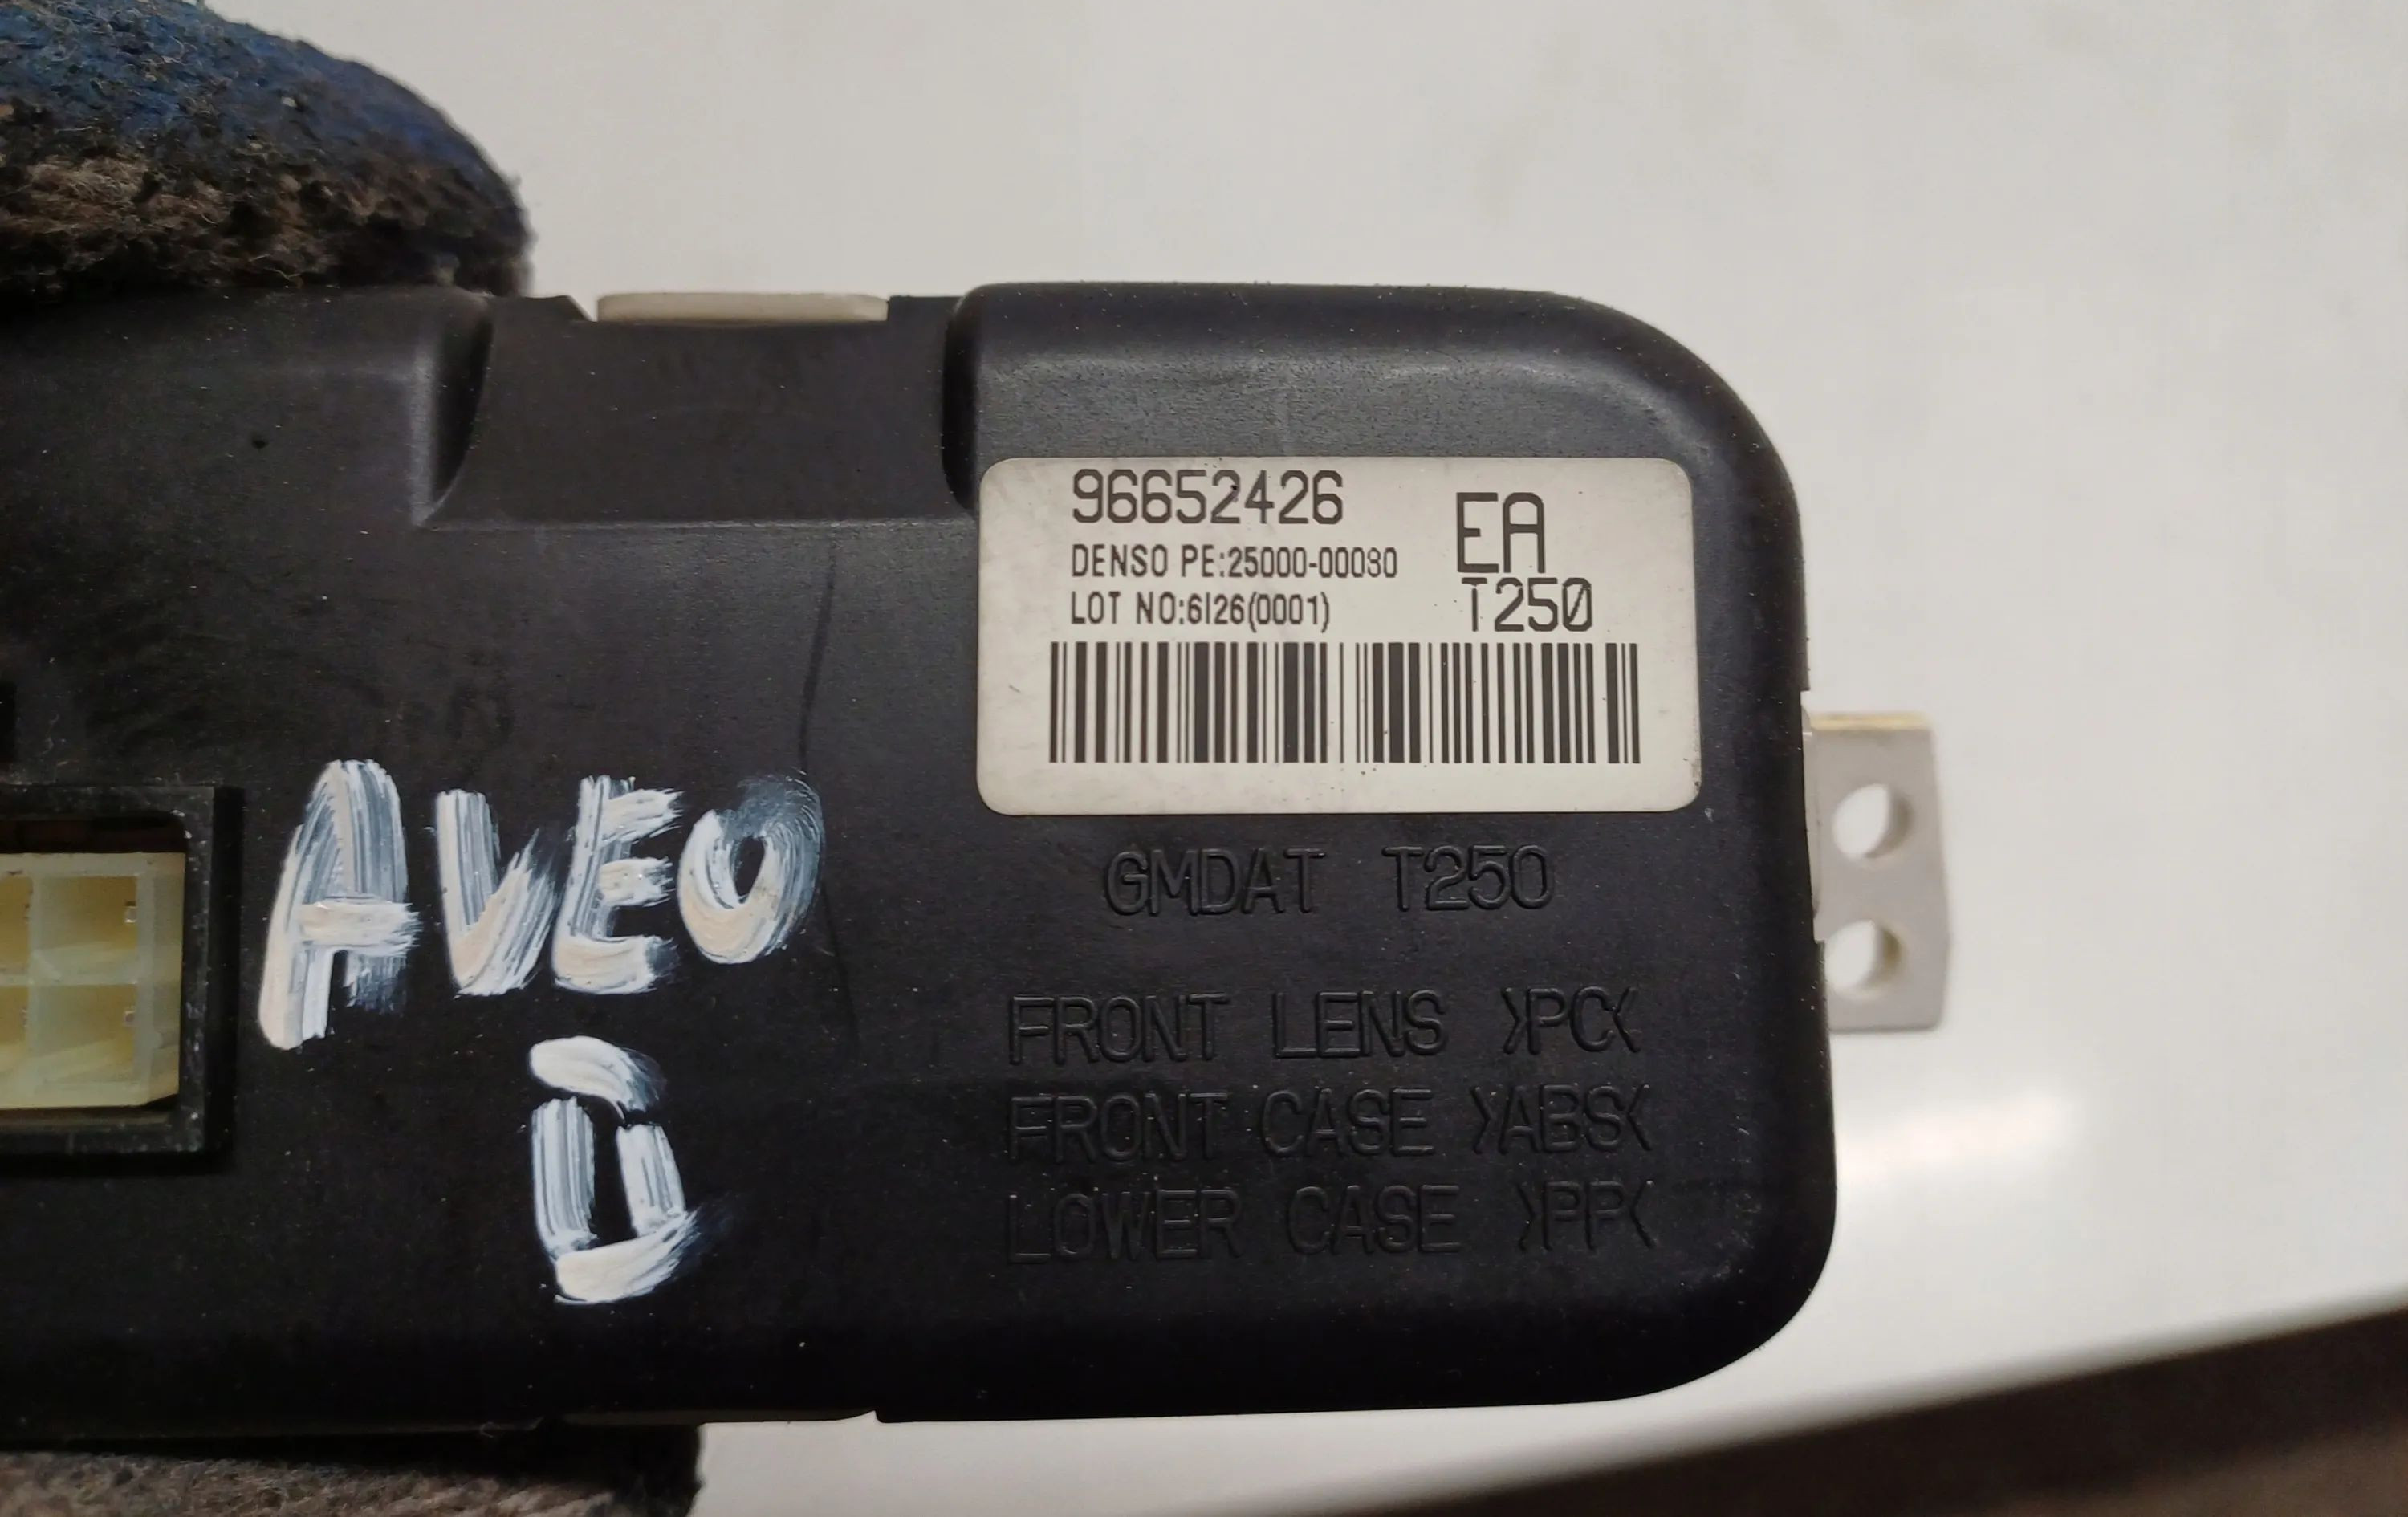 96652426
EA
DENSO PE:25000-00080
T250
LOT NO:6I26(0001)
GMDAT T250
FRONT LENS >PC<
FRONT CASE >ABS<
LOWER CASE >PP<
AVEO